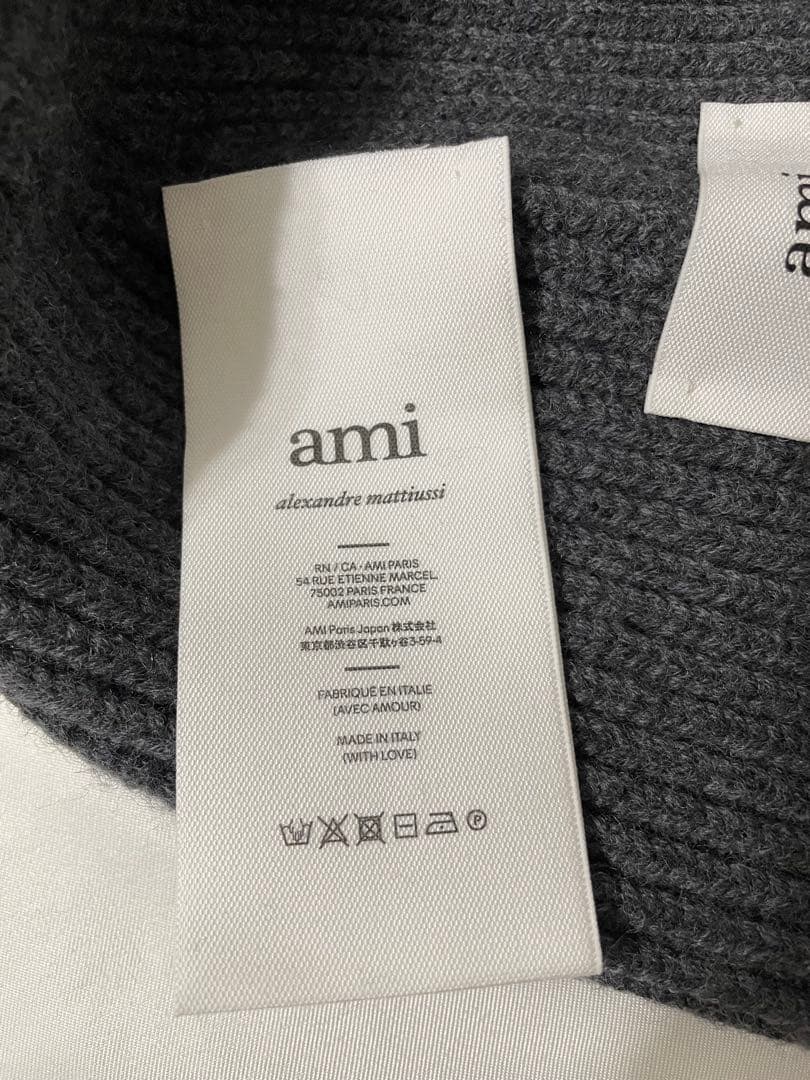 ami
alexandre mattiussi
RN / CA - AMI PARIS
54 RUE ETIENNE MARCEL,
75002 PARIS FRANCE
AMIPARIS.COM
AMI Paris Japan 株式会社
東京都渋谷区千駄ヶ谷3-59-4
FABRIQUÉ EN ITALIE
(AVEC AMOUR)
MADE IN ITALY
(WITH LOVE)
P
ami